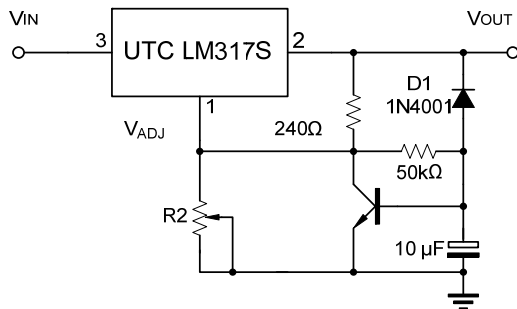 VIN
VOUT
3
UTC LM317S
2
1
D1
1N4001
VADJ
240Ω
50kΩ
R2
10 µF